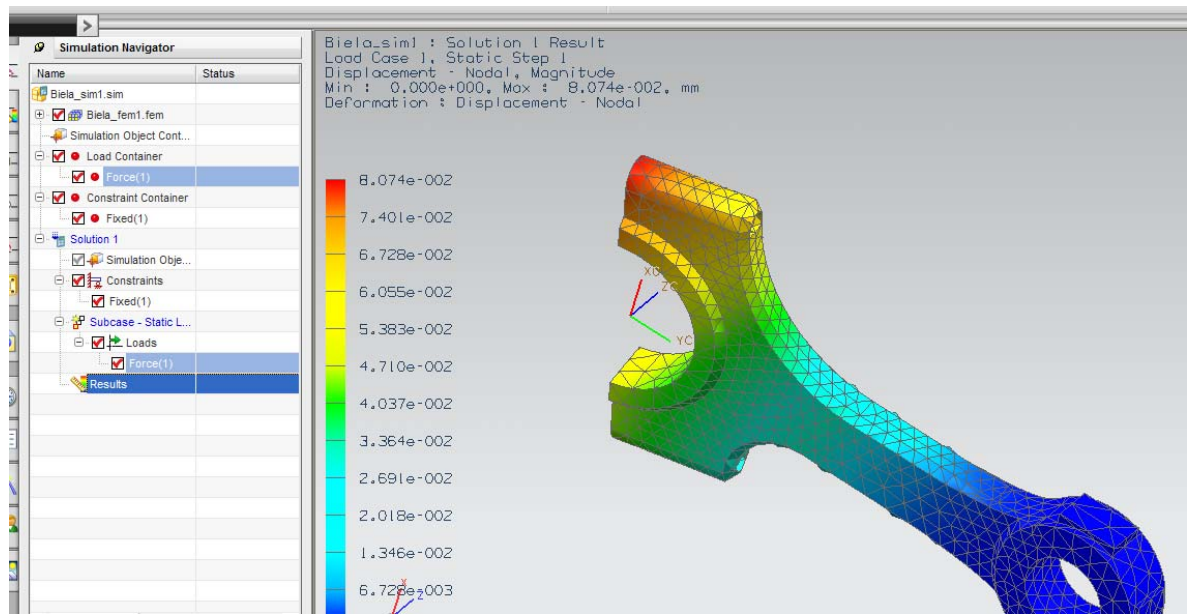 Simulation Navigator
Name Status
Biela_sim1.sim
Biela_fem1.fem
Simulation Object Cont...
Load Container
Force(1)
Constraint Container
Fixed(1)
Solution 1
Simulation Obje...
Constraints
Fixed(1)
Subcase - Static L...
Loads
Force(1)
Results
Biela_sim1 : Solution 1 Result
Load Case 1, Static Step 1
Displacement - Nodal, Magnitude
Min : 0.000e+000, Max : 8.074e-002, mm
Deformation : Displacement - Nodal
8.074e-002
7.401e-002
6.728e-002
6.055e-002
5.383e-002
4.710e-002
4.037e-002
3.364e-002
2.691e-002
2.018e-002
1.346e-002
6.728e-003
XC
ZC
YC
X
Z